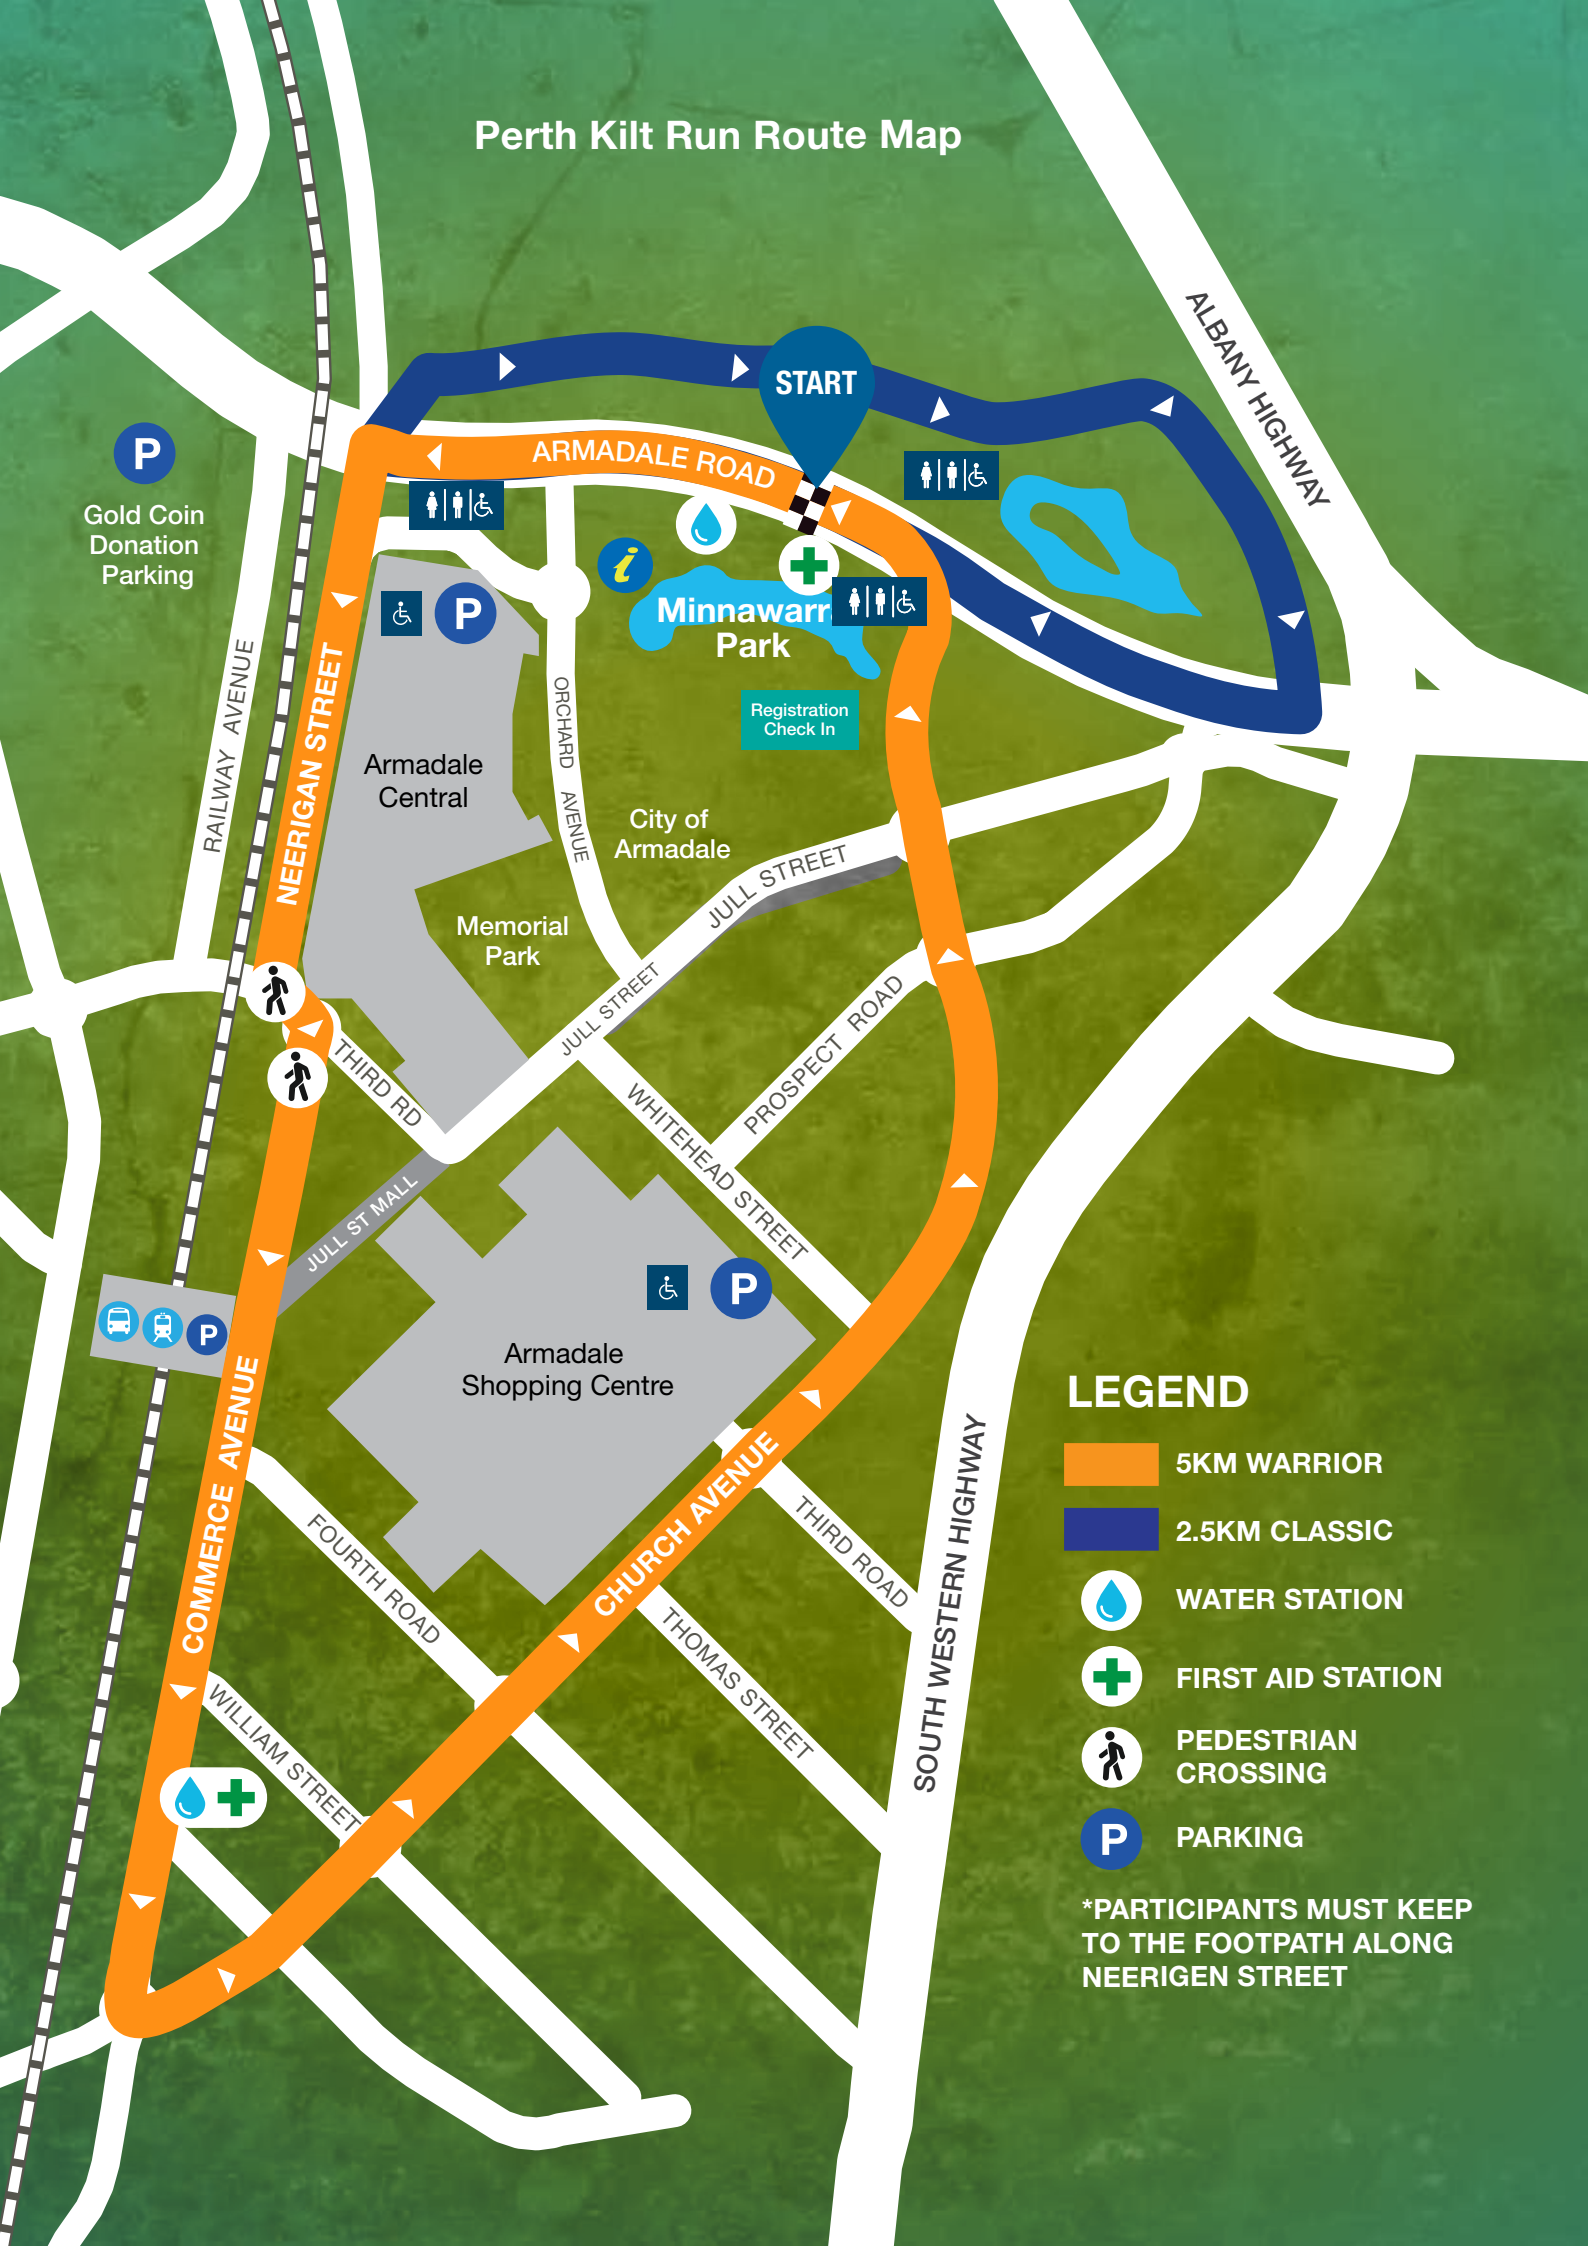 Perth Kilt Run Route Map
ALBANY HIGHWAY
START
ARMADALE ROAD
P
Gold Coin
Donation
Parking
P
Minnawarr
Park
Registration
Check In
RAILWAY AVENUE
NEERIGAN STREET
ORCHARD AVENUE
Armadale
Central
City of
Armadale
JULL STREET
Memorial
Park
JULL STREET
PROSPECT ROAD
THIRD RD
WHITEHEAD STREET
JULL ST MALL
P
P
Armadale
Shopping Centre
COMMERCE AVENUE
CHURCH AVENUE
FOURTH ROAD
THIRD ROAD
THOMAS STREET
WILLIAM STREET
SOUTH WESTERN HIGHWAY
LEGEND
5KM WARRIOR
2.5KM CLASSIC
WATER STATION
FIRST AID STATION
PEDESTRIAN
CROSSING
P PARKING
*PARTICIPANTS MUST KEEP
TO THE FOOTPATH ALONG
NEERIGEN STREET